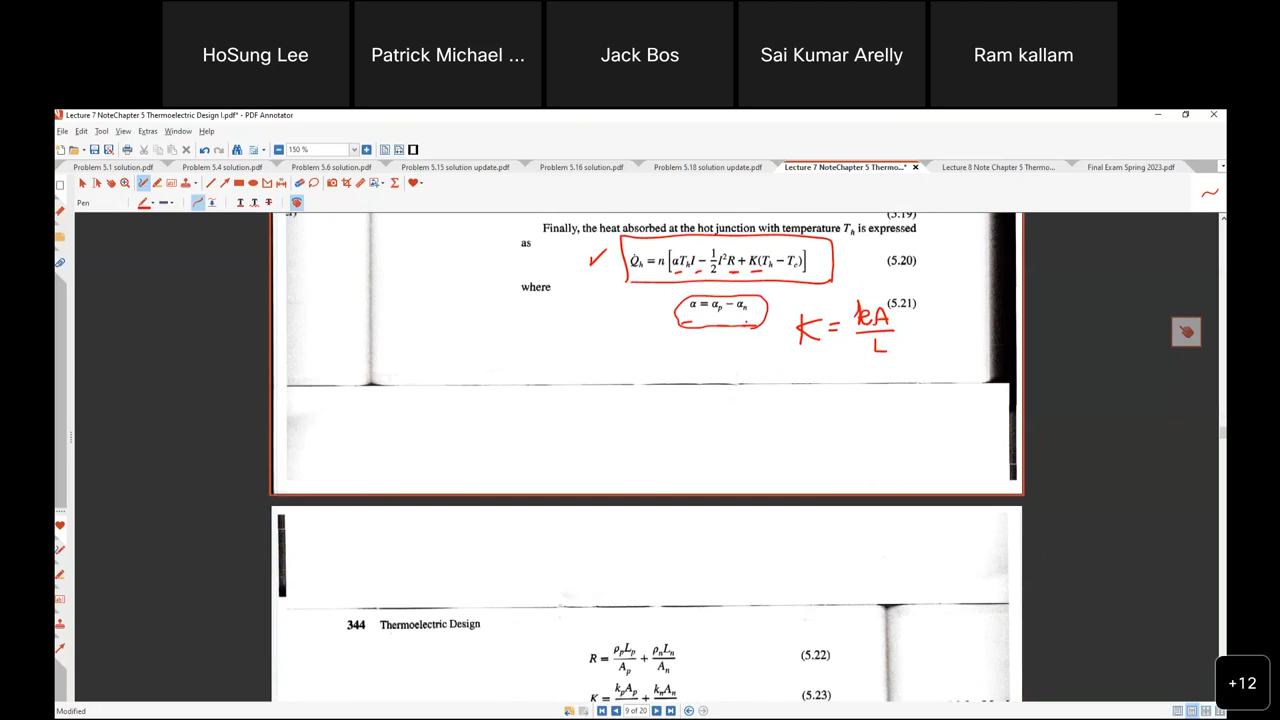 HoSung Lee
Patrick Michael ...
Jack Bos
Sai Kumar Arelly
Ram kallam
Lecture 7 NoteChapter 5 Thermoelectric Design I.pdf* - PDF Annotator
File Edit Tool View Extras Window Help
150 %
Problem 5.1 solution.pdf Problem 5.4 solution.pdf Problem 5.6 solution.pdf Problem 5.15 solution update.pdf Problem 5.16 solution.pdf Problem 5.18 solution update.pdf Lecture 7 NoteChapter 5 Thermo...* Lecture 8 Note Chapter 5 Thermo... Final Exam Spring 2023.pdf
Pen
(5.19)
Finally, the heat absorbed at the hot junction with temperature T_h is expressed
as
Q̇_h = n [αT_hI − 1/2 I²R + K(T_h − T_c)] (5.20)
where
α = α_p − α_n (5.21)
K = kA/L
344 Thermoelectric Design
R = ρ_pL_p/A_p + ρ_nL_n/A_n (5.22)
K = k_pA_p + k_nA_n (5.23)
Modified
9 of 20
+12